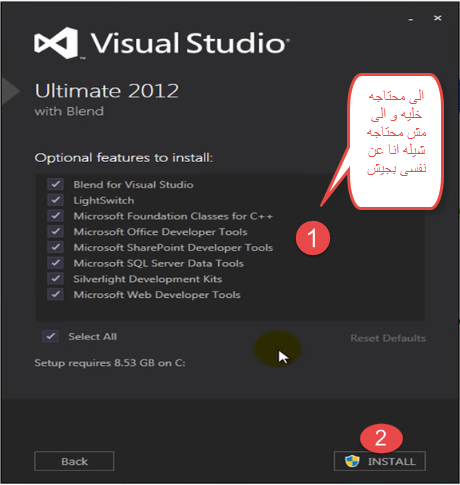 Visual Studio
Ultimate 2012
with Blend
الى محتاجه
خليه و الى
مش محتاجه
شيله انا عن
نفسى بجيش
Optional features to install:
Blend for Visual Studio
LightSwitch
Microsoft Foundation Classes for C++
Microsoft Office Developer Tools
Microsoft SharePoint Developer Tools
Microsoft SQL Server Data Tools
Silverlight Development Kits
Microsoft Web Developer Tools
1
Select All
Reset Defaults
Setup requires 8.53 GB on C:
2
Back
INSTALL